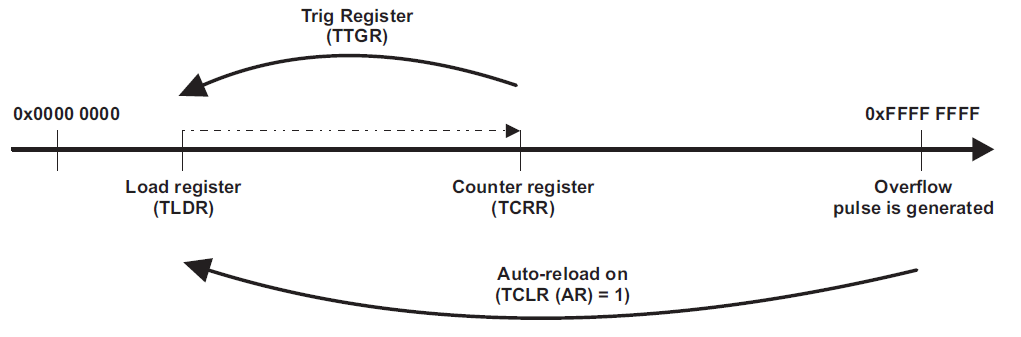 Trig Register
(TTGR)
0x0000 0000
0xFFFF FFFF
Load register
(TLDR)
Counter register
(TCRR)
Overflow
pulse is generated
Auto-reload on
(TCLR (AR) = 1)